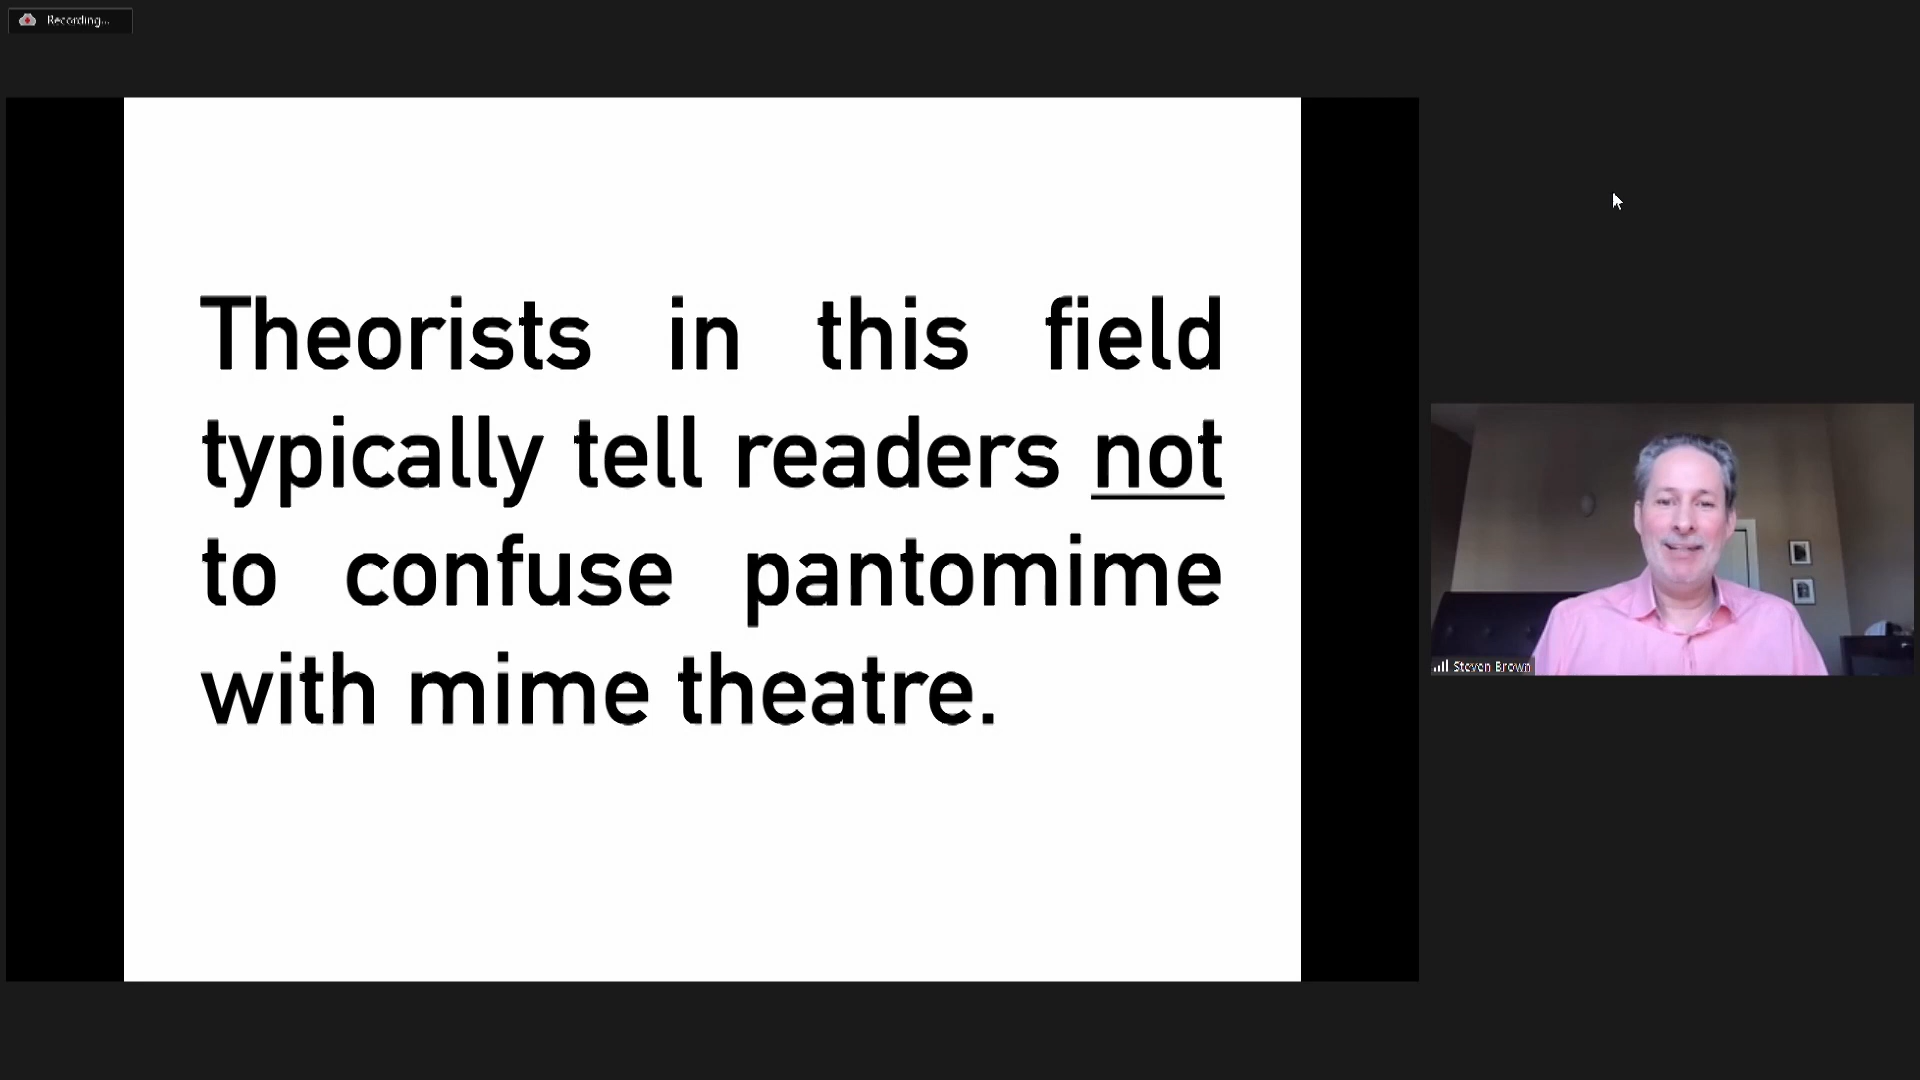 Recording...
Theorists in this field
typically tell readers not
to confuse pantomime
with mime theatre.
Steven Brown